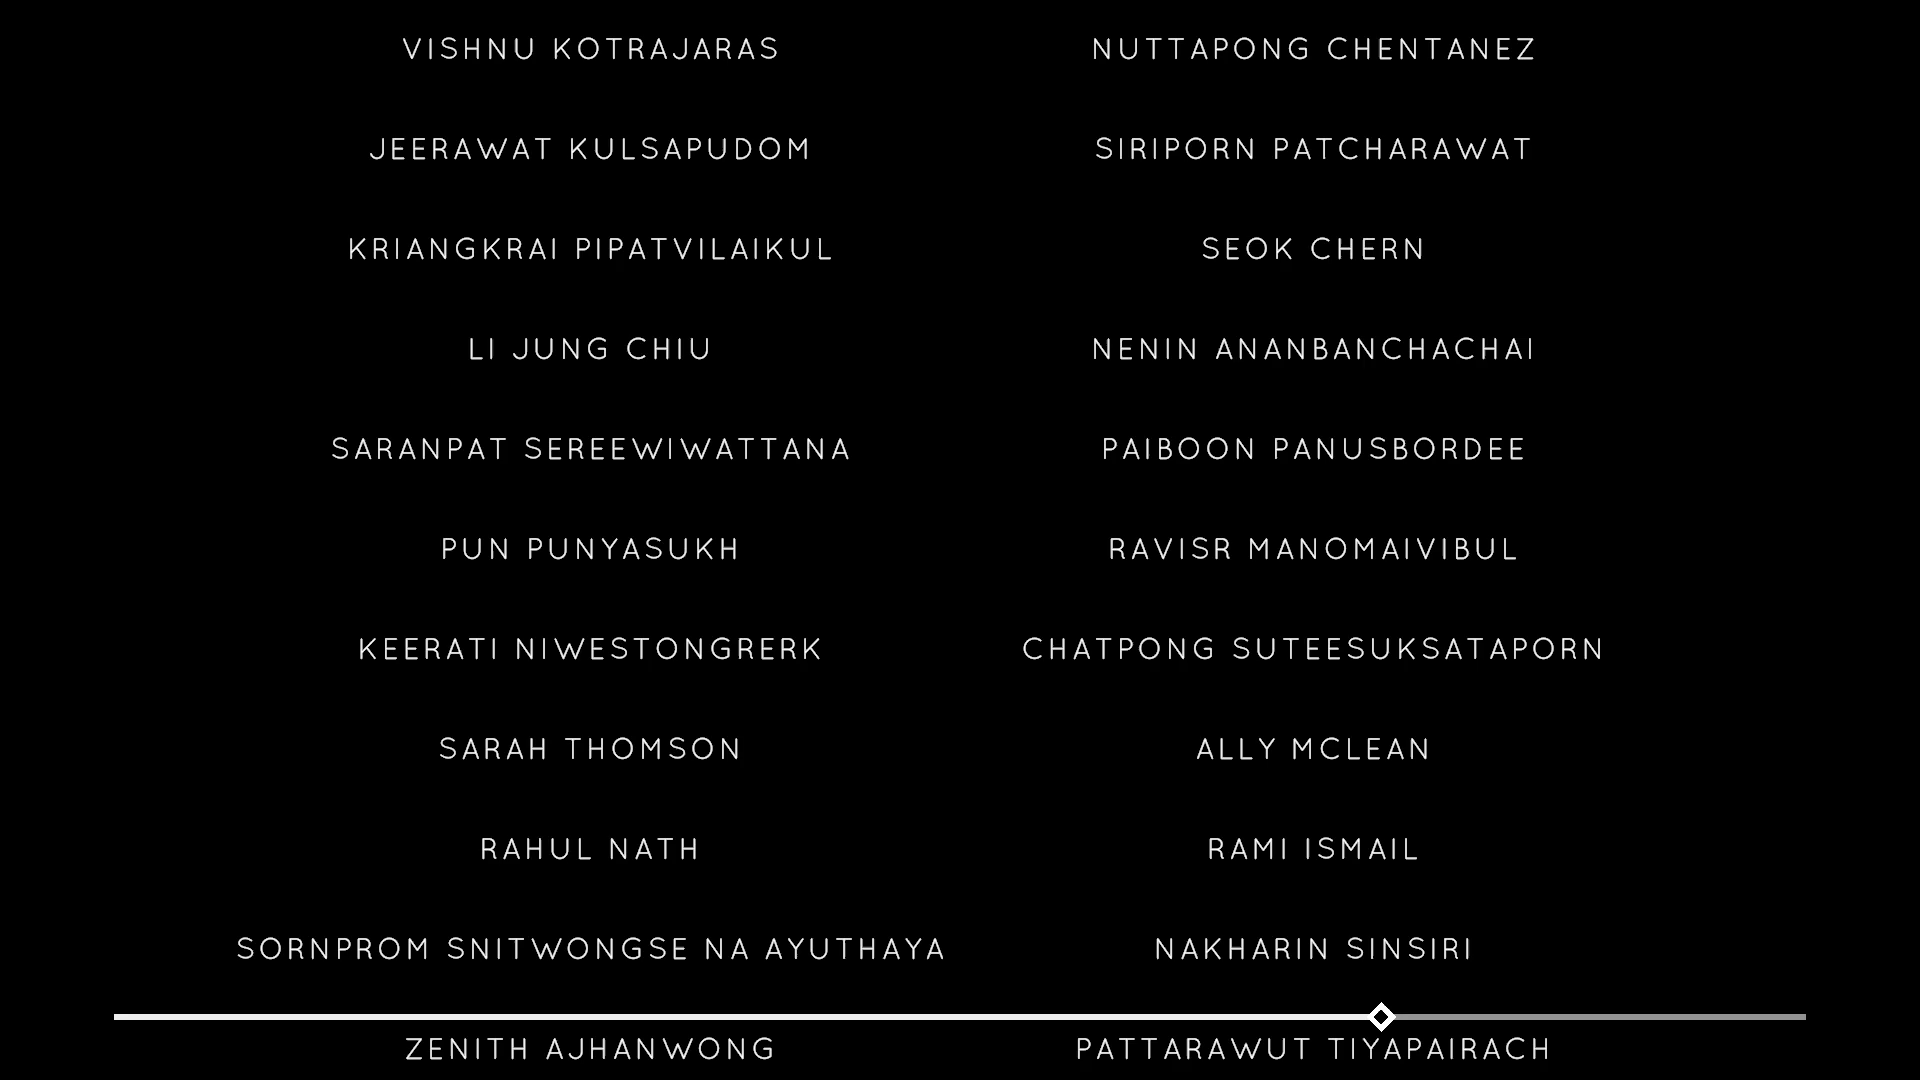 VISHNU KOTRAJARAS NUTTAPONG CHENTANEZ
JEERAWAT KULSAPUDOM SIRIPORN PATCHARAWAT
KRIANGKRAI PIPATVILAIKUL SEOK CHERN
LI JUNG CHIU NENIN ANANBANCHACHAI
SARANPAT SEREEWIWATTANA PAIBOON PANUSBORDEE
PUN PUNYASUKH RAVISR MANOMAIVIBUL
KEERATI NIWESTONGRERK CHATPONG SUTEESUKSATAPORN
SARAH THOMSON ALLY MCLEAN
RAHUL NATH RAMI ISMAIL
SORNPROM SNITWONGSE NA AYUTHAYA NAKHARIN SINSIRI
ZENITH AJHANWONG PATTARAWUT TIYAPAIRACH